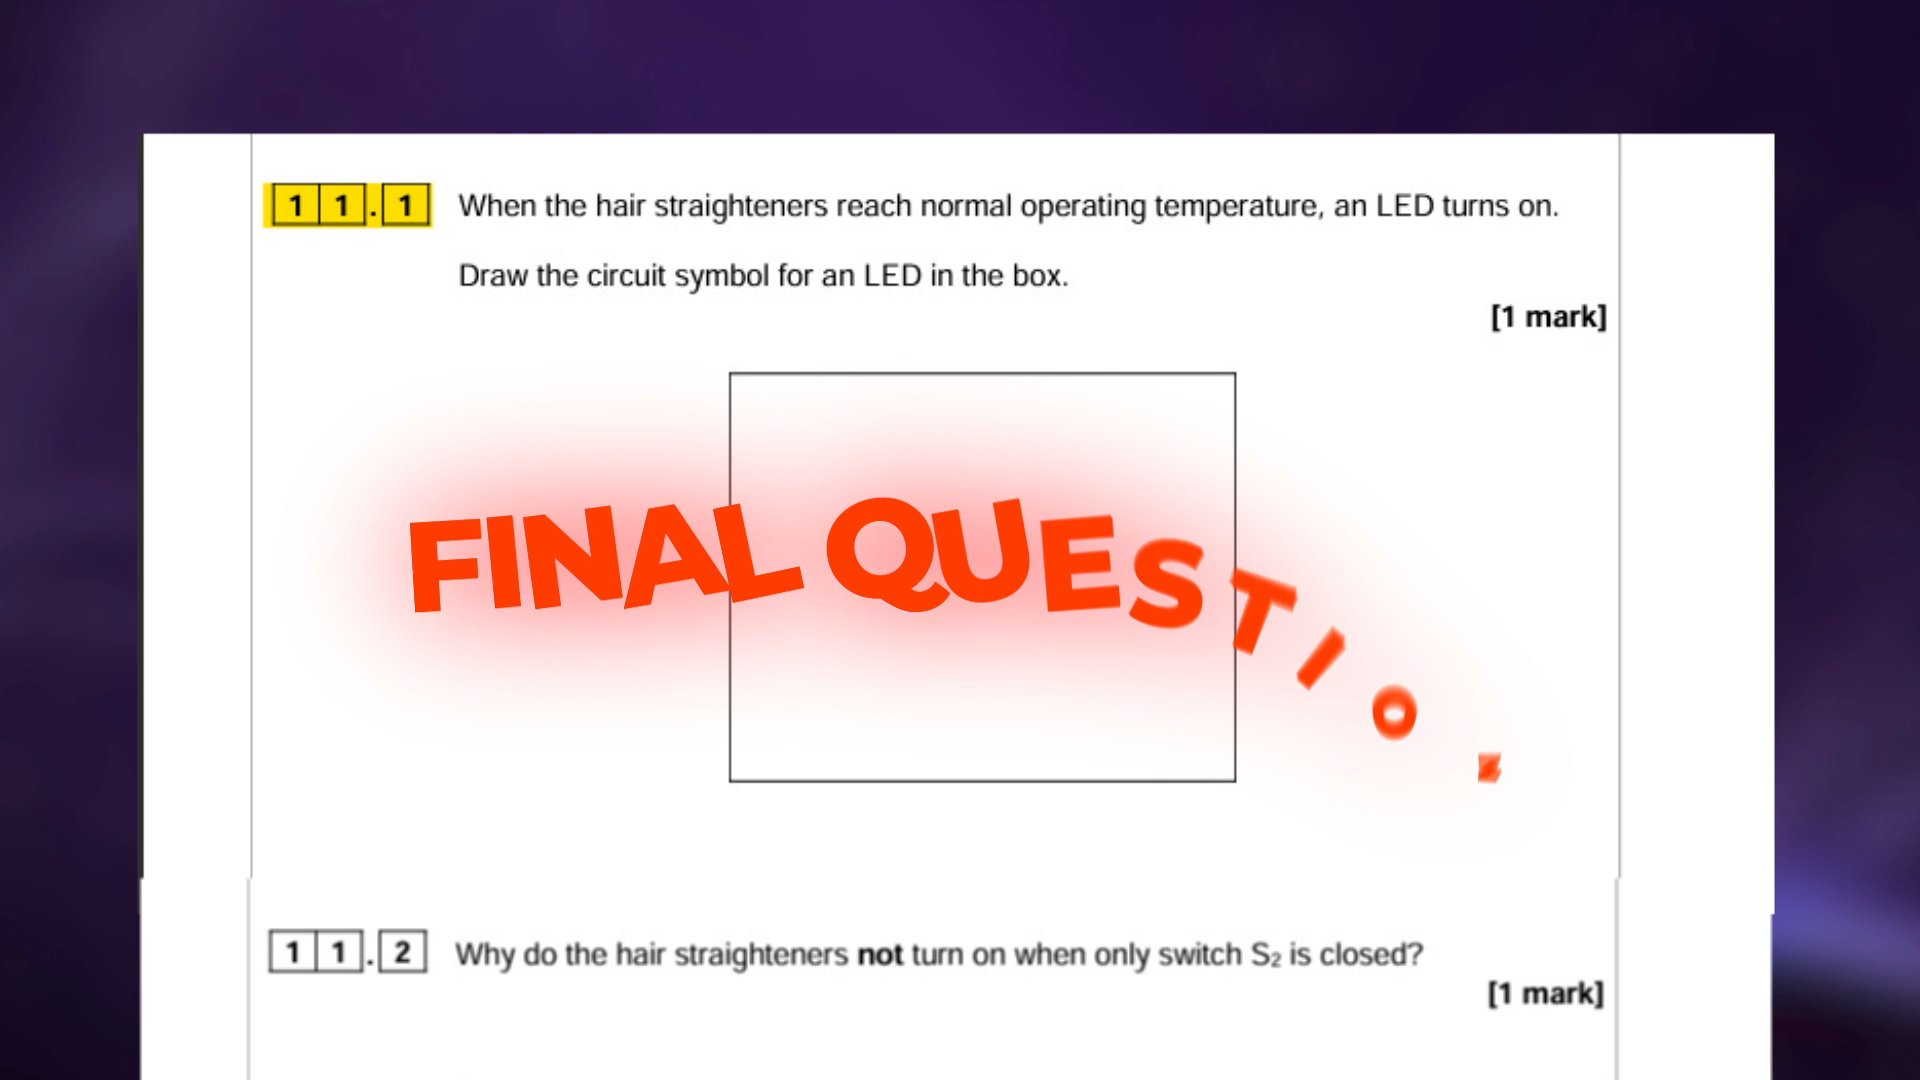 11.1 When the hair straighteners reach normal operating temperature, an LED turns on.
Draw the circuit symbol for an LED in the box.
[1 mark]
FINAL QUESTION
11.2 Why do the hair straighteners not turn on when only switch S₂ is closed?
[1 mark]